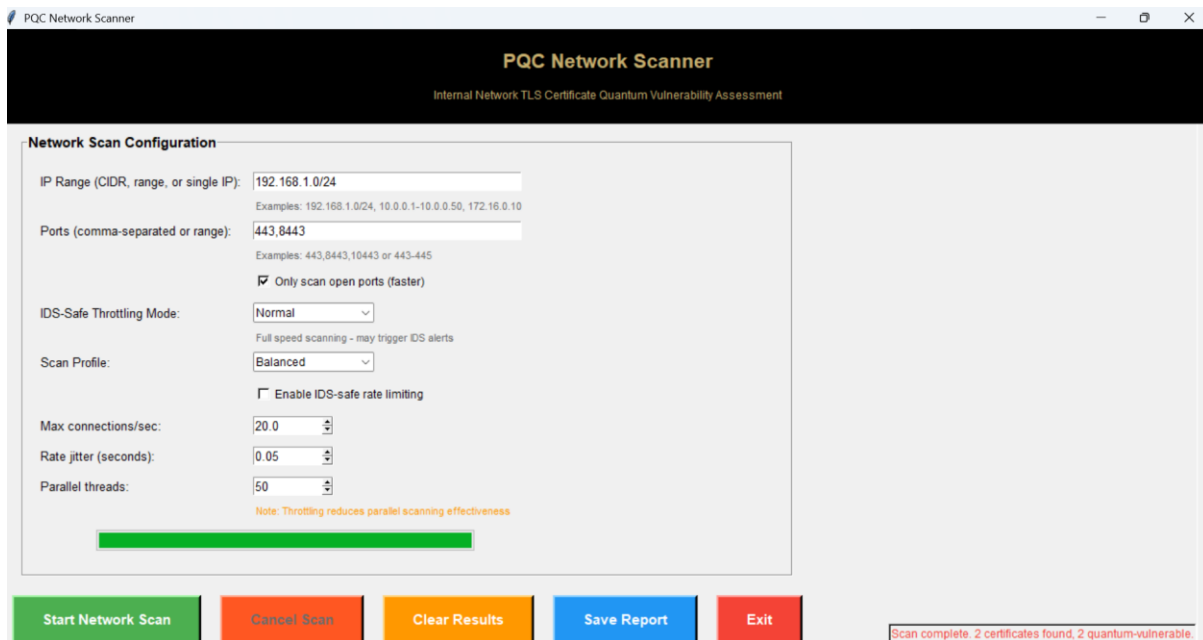 PQC Network Scanner
PQC Network Scanner
Internal Network TLS Certificate Quantum Vulnerability Assessment
Network Scan Configuration
IP Range (CIDR, range, or single IP): 192.168.1.0/24
Examples: 192.168.1.0/24, 10.0.0.1-10.0.0.50, 172.16.0.10
Ports (comma-separated or range): 443,8443
Examples: 443,8443,10443 or 443-445
Only scan open ports (faster)
IDS-Safe Throttling Mode: Normal
Full speed scanning - may trigger IDS alerts
Scan Profile: Balanced
Enable IDS-safe rate limiting
Max connections/sec: 20.0
Rate jitter (seconds): 0.05
Parallel threads: 50
Note: Throttling reduces parallel scanning effectiveness
Start Network Scan Cancel Scan Clear Results Save Report Exit
Scan complete. 2 certificates found, 2 quantum-vulnerable.